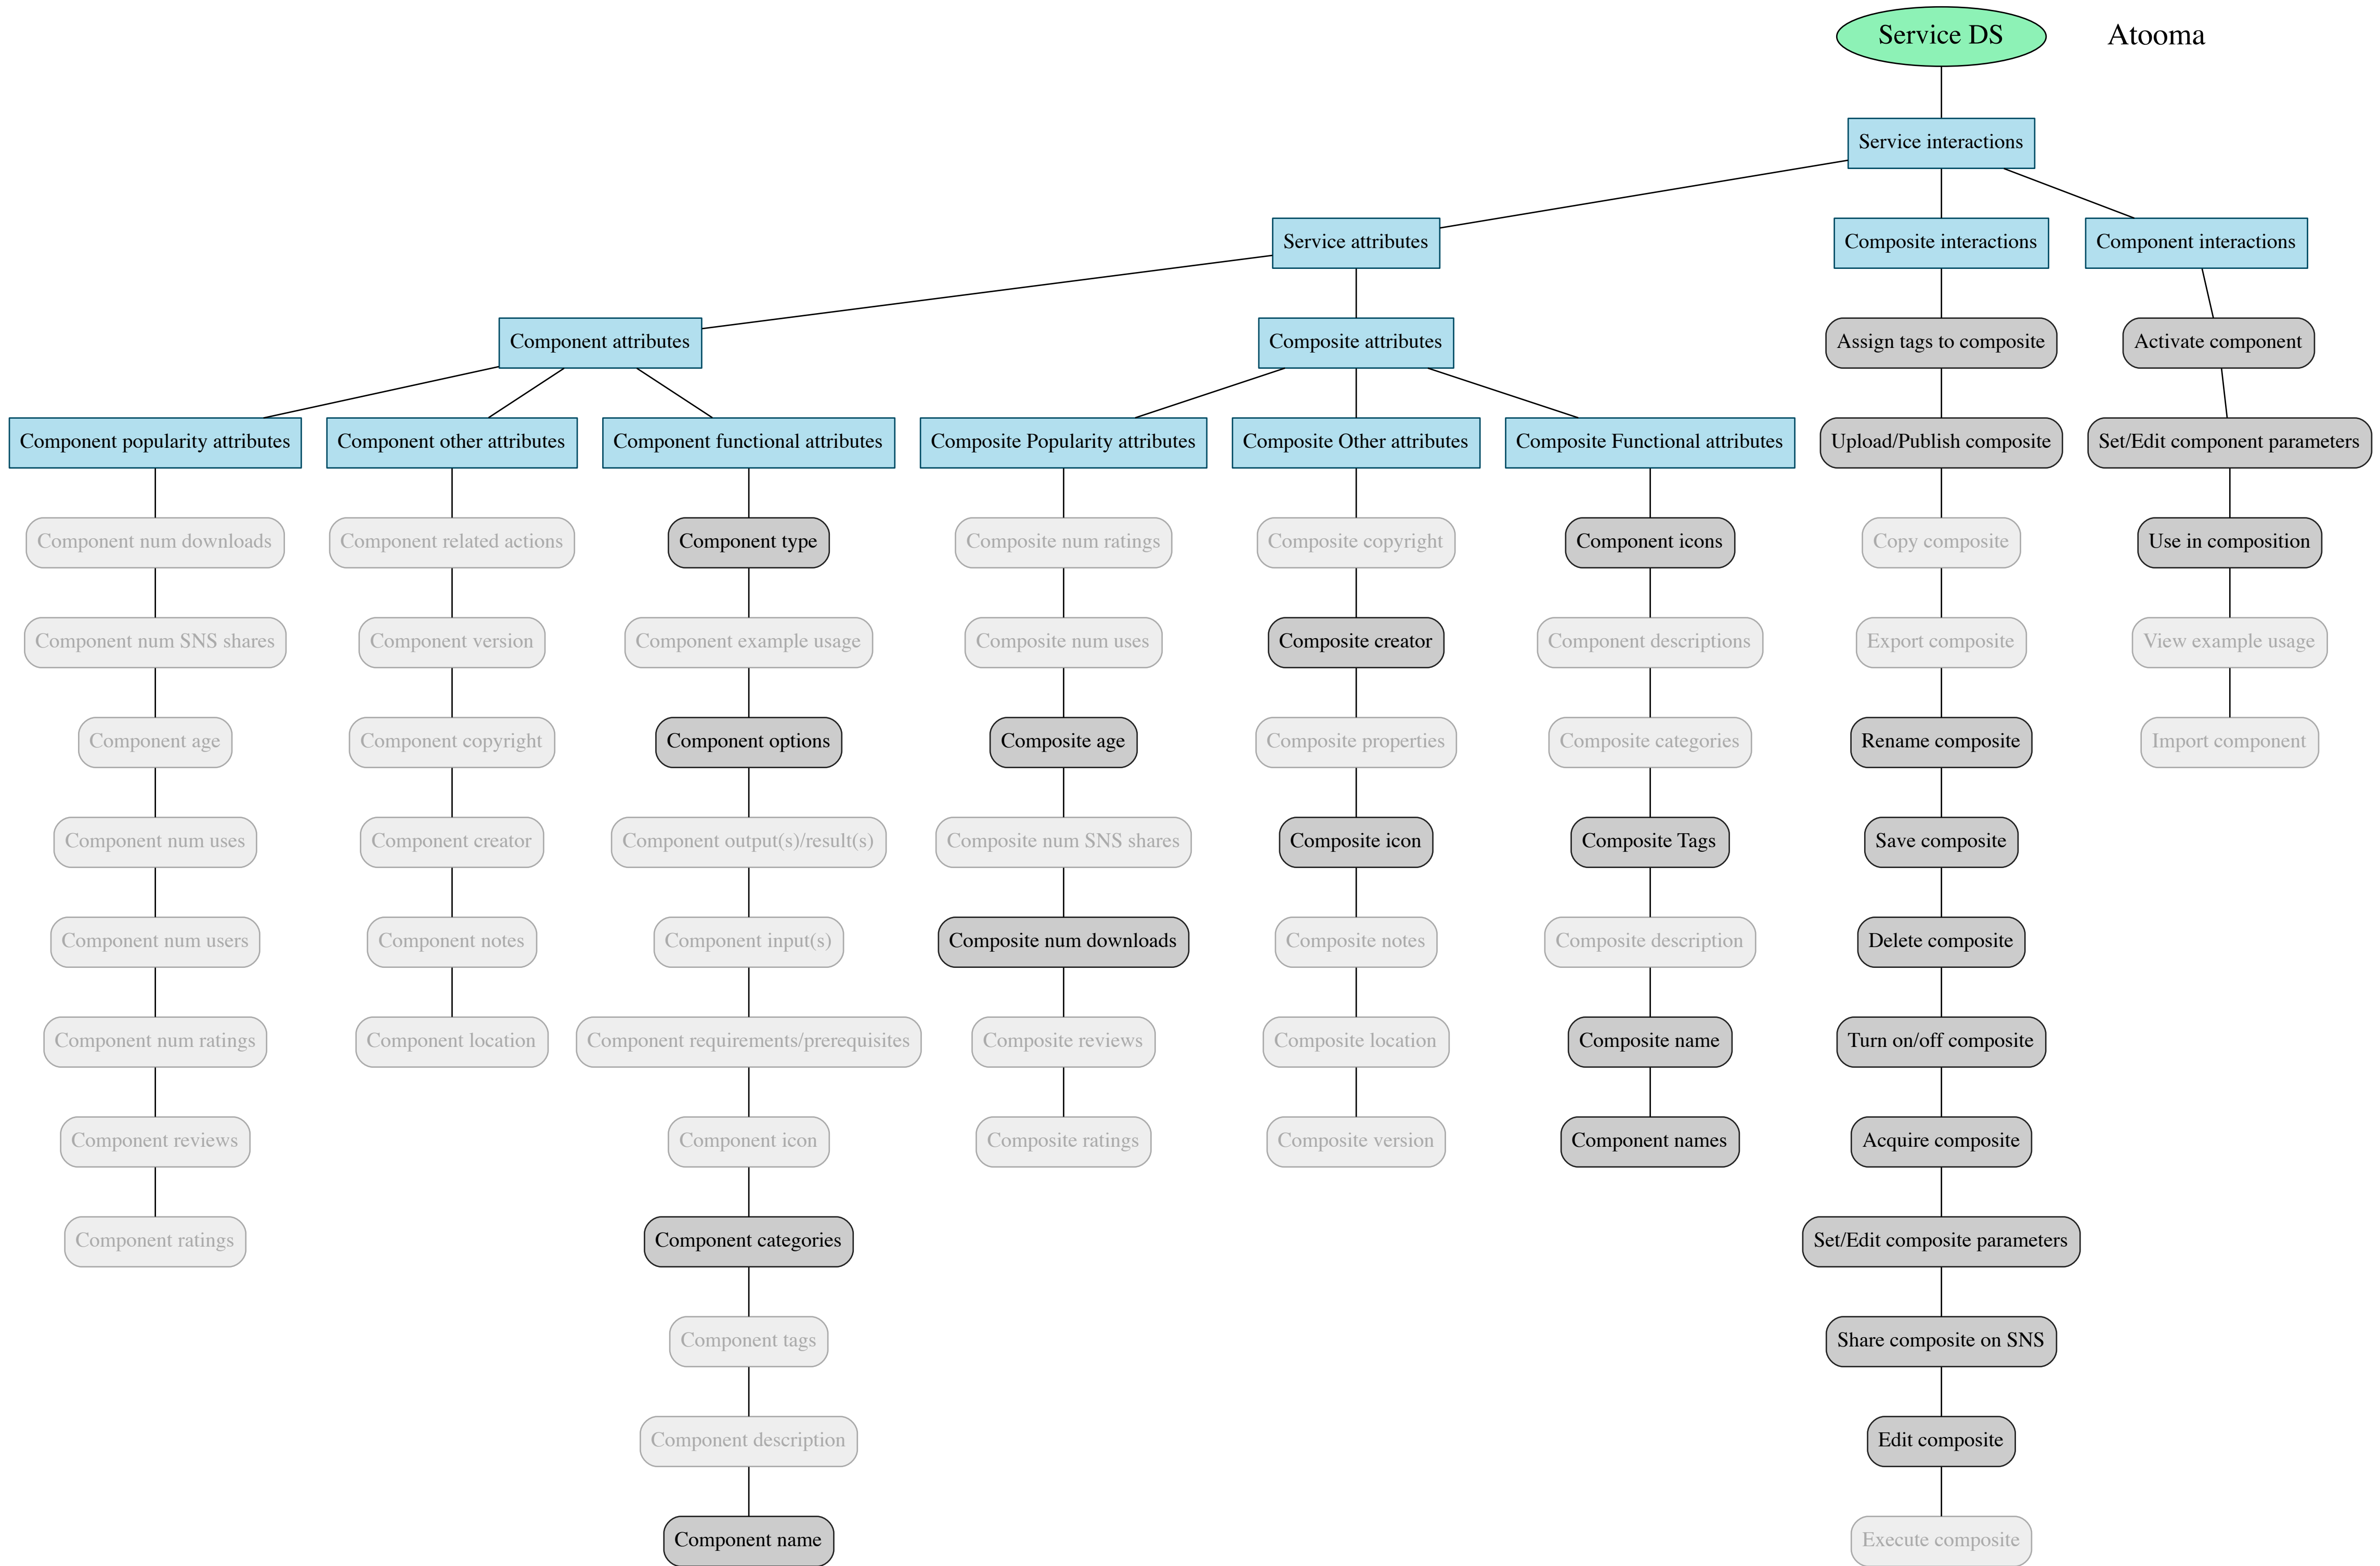 Service DS
Atooma
Service interactions
Service attributes
Composite interactions
Component interactions
Component attributes
Composite attributes
Assign tags to composite
Activate component
Component popularity attributes
Component other attributes
Component functional attributes
Composite Popularity attributes
Composite Other attributes
Composite Functional attributes
Upload/Publish composite
Set/Edit component parameters
Component num downloads
Component related actions
Component type
Composite num ratings
Composite copyright
Component icons
Copy composite
Use in composition
Component num SNS shares
Component version
Component example usage
Composite num uses
Composite creator
Component descriptions
Export composite
View example usage
Component age
Component copyright
Component options
Composite age
Composite properties
Composite categories
Rename composite
Import component
Component num uses
Component creator
Component output(s)/result(s)
Composite num SNS shares
Composite icon
Composite Tags
Save composite
Component num users
Component notes
Component input(s)
Composite num downloads
Composite notes
Composite description
Delete composite
Component num ratings
Component location
Component requirements/prerequisites
Composite reviews
Composite location
Composite name
Turn on/off composite
Component reviews
Component icon
Composite ratings
Composite version
Component names
Acquire composite
Component ratings
Component categories
Set/Edit composite parameters
Component tags
Share composite on SNS
Component description
Edit composite
Component name
Execute composite